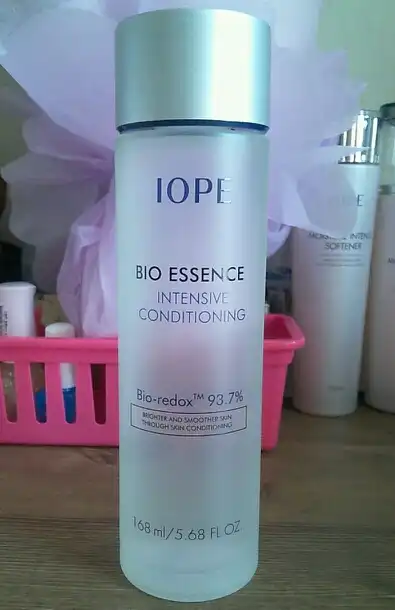 IOPE
BIO ESSENCE
INTENSIVE
CONDITIONING
Bio-redox™ 93.7%
BRIGHTER AND SMOOTHER SKIN
THROUGH SKIN CONDITIONING
168 ml/5.68 FL OZ
SOFTENER